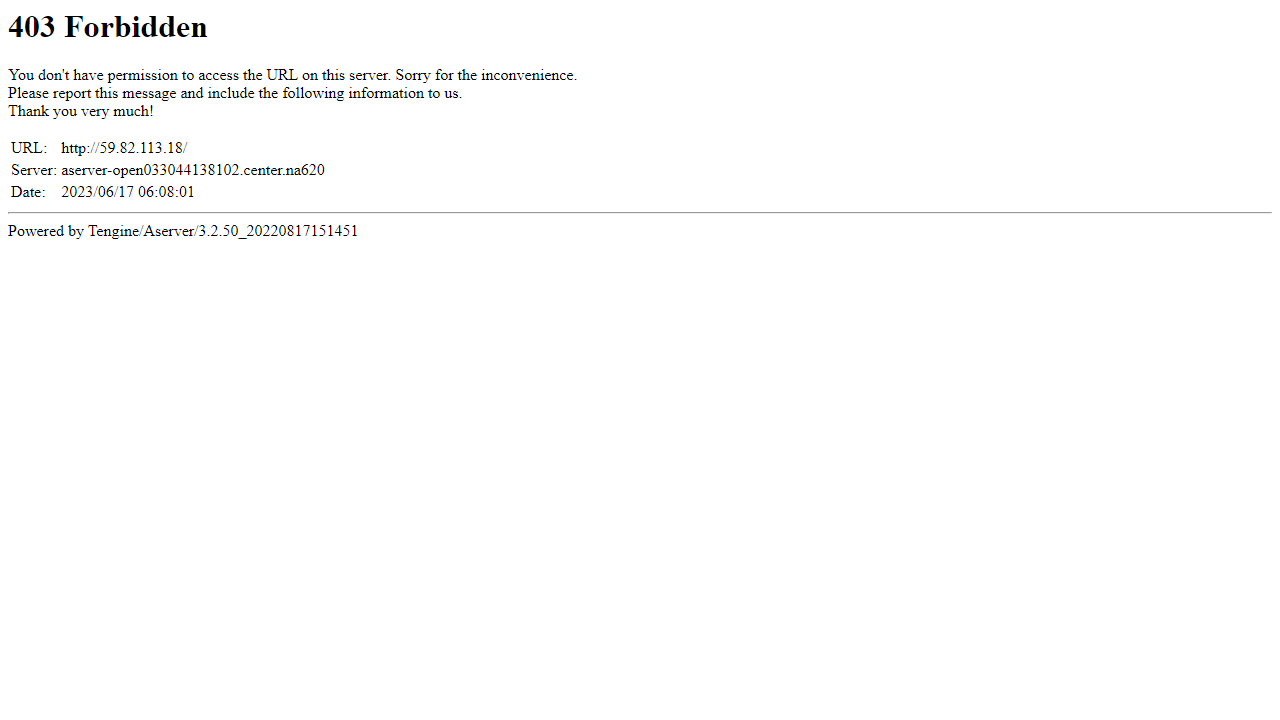 403 Forbidden
You don't have permission to access the URL on this server. Sorry for the inconvenience.
Please report this message and include the following information to us.
Thank you very much!
URL: http://59.82.113.18/
Server: aserver-open033044138102.center.na620
Date: 2023/06/17 06:08:01
Powered by Tengine/Aserver/3.2.50_20220817151451